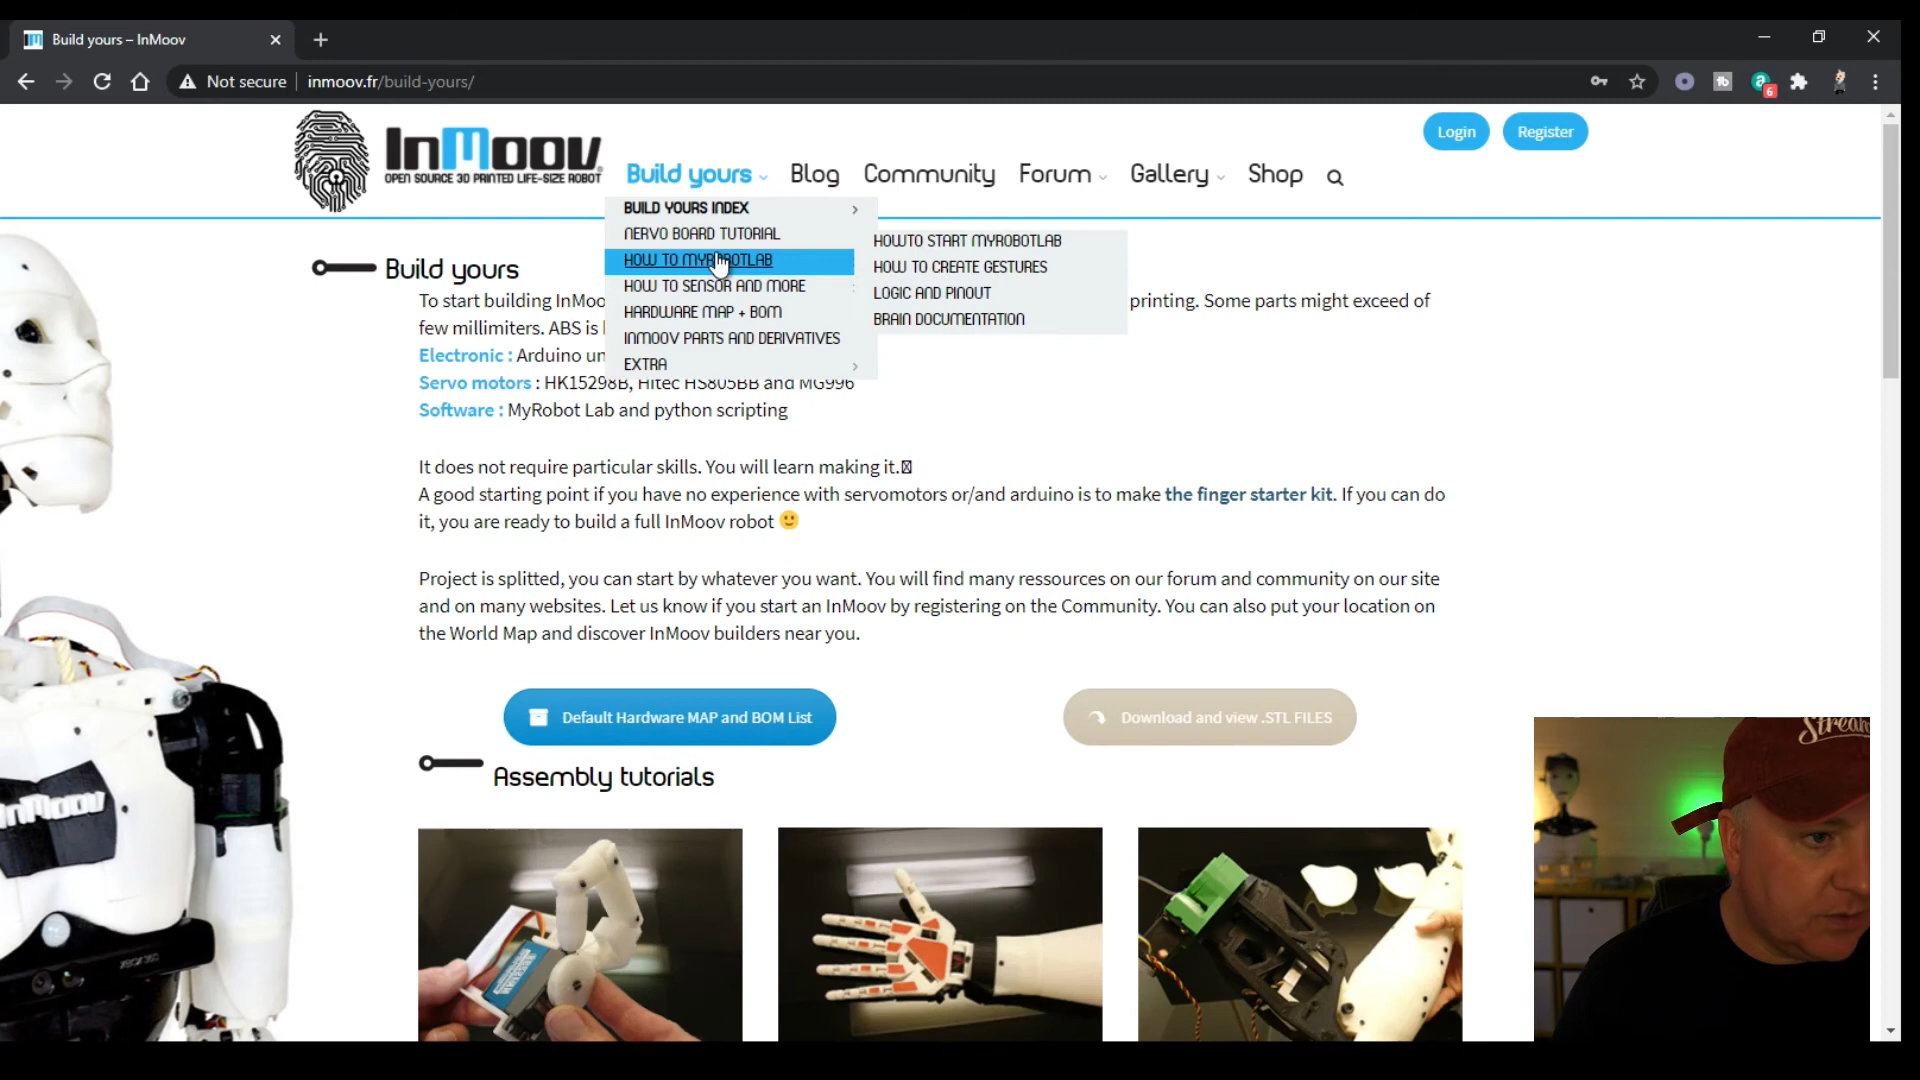 Build yours – InMoov
Not secure
inmoov.fr/build-yours/
6
Login
Register
InMoov
OPEN SOURCE 3D PRINTED LIFE-SIZE ROBOT
Build yours
Blog
Community
Forum
Gallery
Shop
BUILD YOURS INDEX
NERVO BOARD TUTORIAL
HOW TO MYROBOTLAB
HOW TO SENSOR AND MORE
HARDWARE MAP + BOM
INMOOV PARTS AND DERIVATIVES
EXTRA
HOWTO START MYROBOTLAB
HOW TO CREATE GESTURES
LOGIC AND PINOUT
BRAIN DOCUMENTATION
Build yours
To start building InMoo printing. Some parts might exceed of
few millimiters. ABS is
Electronic : Arduino un
Servo motors : HK15298B, Hitec HS805BB and MG996
Software : MyRobot Lab and python scripting
It does not require particular skills. You will learn making it.
A good starting point if you have no experience with servomotors or/and arduino is to make the finger starter kit. If you can do
it, you are ready to build a full InMoov robot 🙂
Project is splitted, you can start by whatever you want. You will find many ressources on our forum and community on our site
and on many websites. Let us know if you start an InMoov by registering on the Community. You can also put your location on
the World Map and discover InMoov builders near you.
Default Hardware MAP and BOM List
Download and view .STL FILES
Assembly tutorials
InMoov
XBOX 360